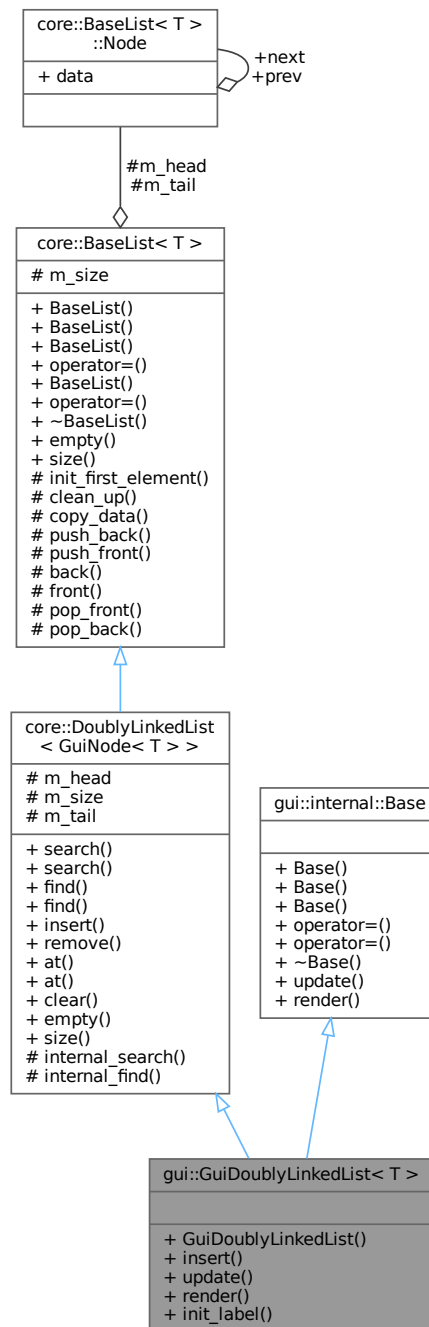 core::BaseList< T >
::Node
+ data
+next
+prev
#m_head
#m_tail
core::BaseList< T >
# m_size
+ BaseList()
+ BaseList()
+ BaseList()
+ operator=()
+ BaseList()
+ operator=()
+ ~BaseList()
+ empty()
+ size()
# init_first_element()
# clean_up()
# copy_data()
# push_back()
# push_front()
# back()
# front()
# pop_front()
# pop_back()
core::DoublyLinkedList
< GuiNode< T > >
# m_head
# m_size
# m_tail
+ search()
+ search()
+ find()
+ find()
+ insert()
+ remove()
+ at()
+ at()
+ clear()
+ empty()
+ size()
# internal_search()
# internal_find()
gui::internal::Base
+ Base()
+ Base()
+ Base()
+ operator=()
+ operator=()
+ ~Base()
+ update()
+ render()
gui::GuiDoublyLinkedList< T >
+ GuiDoublyLinkedList()
+ insert()
+ update()
+ render()
+ init_label()